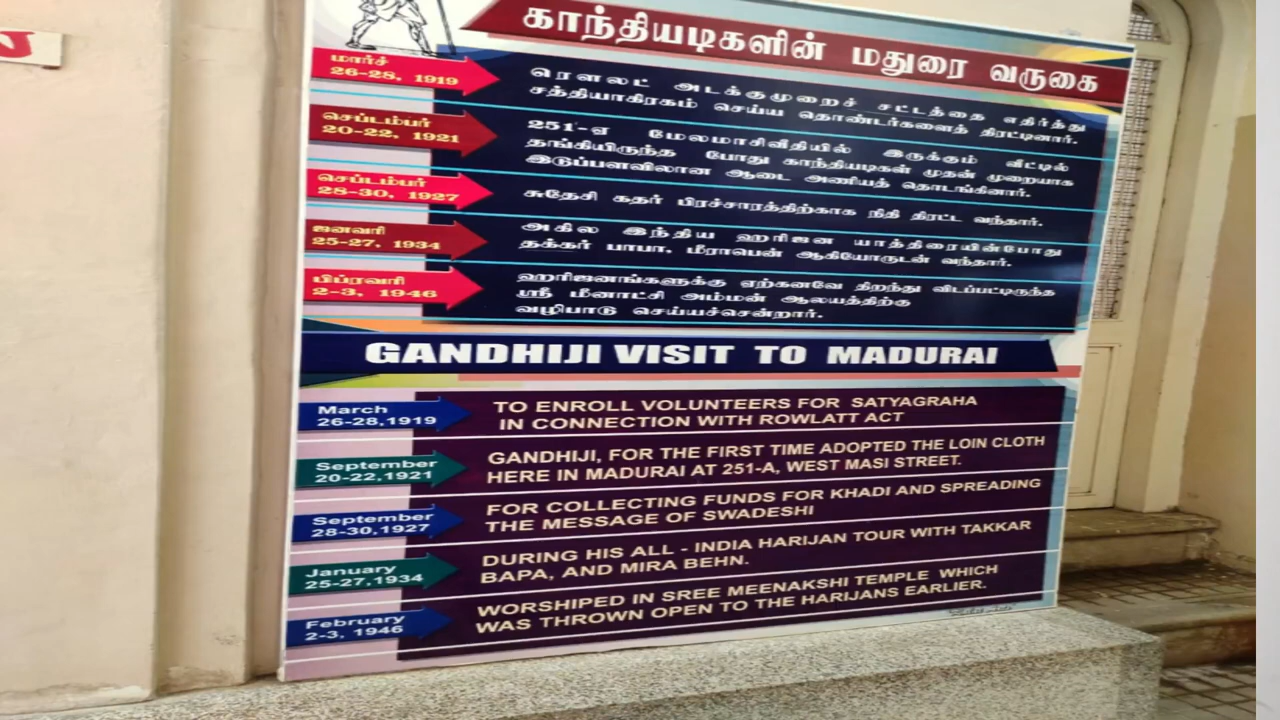 காந்தியடிகளின் மதுரை வருகை
மார்ச்
26-28, 1919
ரௌலட் அடக்குமுறைச் சட்டத்தை எதிர்த்து
சத்தியாகிரகம் செய்ய தொண்டர்களைத் திரட்டினார்.
செப்டம்பர்
20-22, 1921
251-ஏ மேலமாசிவீதியில் இருக்கும் வீட்டில்
தங்கியிருந்த போது காந்தியடிகள் முதன் முறையாக
இடுப்பளவிலான ஆடை அணியத் தொடங்கினார்.
செப்டம்பர்
28-30, 1927
சுதேசி கதர் பிரச்சாரத்திற்காக நிதி திரட்ட வந்தார்.
ஜனவரி
25-27, 1934
அகில இந்திய ஹரிஜன யாத்திரையின்போது
தக்கர் பாபா, மீராபென் ஆகியோருடன் வந்தார்.
பிப்ரவரி
2-3, 1946
ஹரிஜனங்களுக்கு ஏற்கனவே திறந்து விடப்பட்டிருந்த
ஸ்ரீ மீனாட்சி அம்மன் ஆலயத்திற்கு
வழிபாடு செய்யச்சென்றார்.
GANDHIJI VISIT TO MADURAI
March
26-28,1919
TO ENROLL VOLUNTEERS FOR SATYAGRAHA
IN CONNECTION WITH ROWLATT ACT
September
20-22,1921
GANDHIJI, FOR THE FIRST TIME ADOPTED THE LOIN CLOTH
HERE IN MADURAI AT 251-A, WEST MASI STREET.
September
28-30,1927
FOR COLLECTING FUNDS FOR KHADI AND SPREADING
THE MESSAGE OF SWADESHI
January
25-27,1934
DURING HIS ALL - INDIA HARIJAN TOUR WITH TAKKAR
BAPA, AND MIRA BEHN.
February
2-3, 1946
WORSHIPED IN SREE MEENAKSHI TEMPLE WHICH
WAS THROWN OPEN TO THE HARIJANS EARLIER.